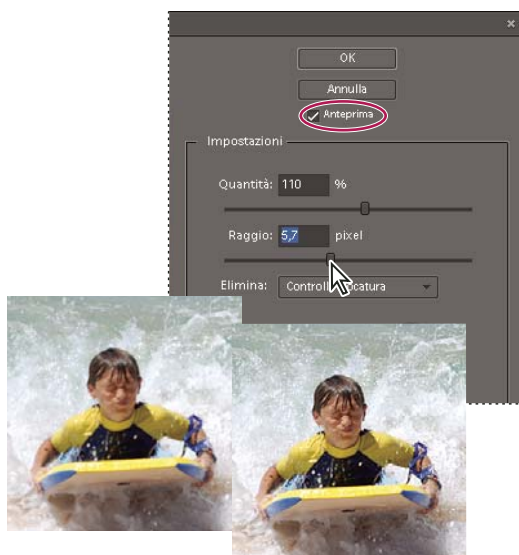 OK
Annulla
Anteprima
Impostazioni
Quantità: 110 %
Raggio: 5,7 pixel
Elimina: